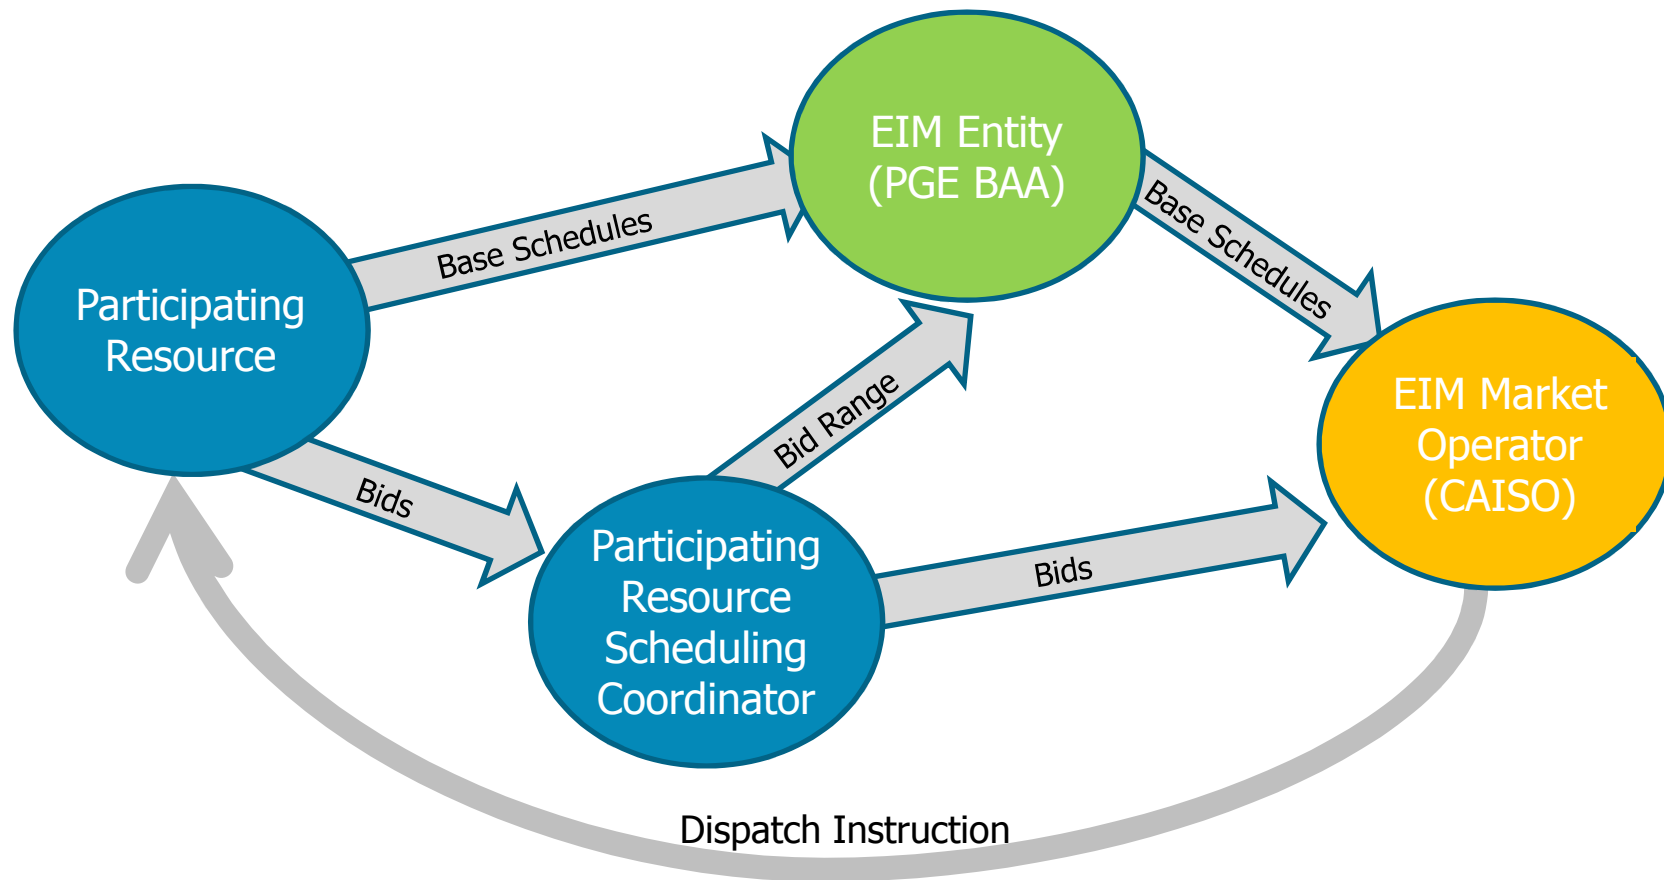 EIM Entity
(PGE BAA)
Base Schedules
Base Schedules
Participating
Resource
Bid Range
EIM Market
Operator
(CAISO)
Bids
Participating
Resource
Scheduling
Coordinator
Bids
Dispatch Instruction